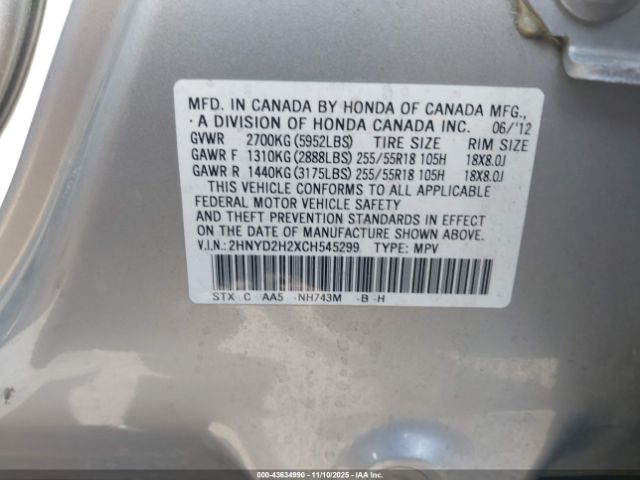 MFD. IN CANADA BY HONDA OF CANADA MFG.,
A DIVISION OF HONDA CANADA INC. 06/'12
GVWR 2700KG (5952LBS) TIRE SIZE RIM SIZE
GAWR F 1310KG (2888LBS) 255/55R18 105H 18X8.0J
GAWR R 1440KG (3175LBS) 255/55R18 105H 18X8.0J
THIS VEHICLE CONFORMS TO ALL APPLICABLE
FEDERAL MOTOR VEHICLE SAFETY
AND THEFT PREVENTION STANDARDS IN EFFECT
ON THE DATE OF MANUFACTURE SHOWN ABOVE.
V.I.N.: 2HNYD2H2XCH545299 TYPE: MPV
STX C AA5 -NH743M -B -H
000-43634990 - 11/10/2025 - IAAI.COM